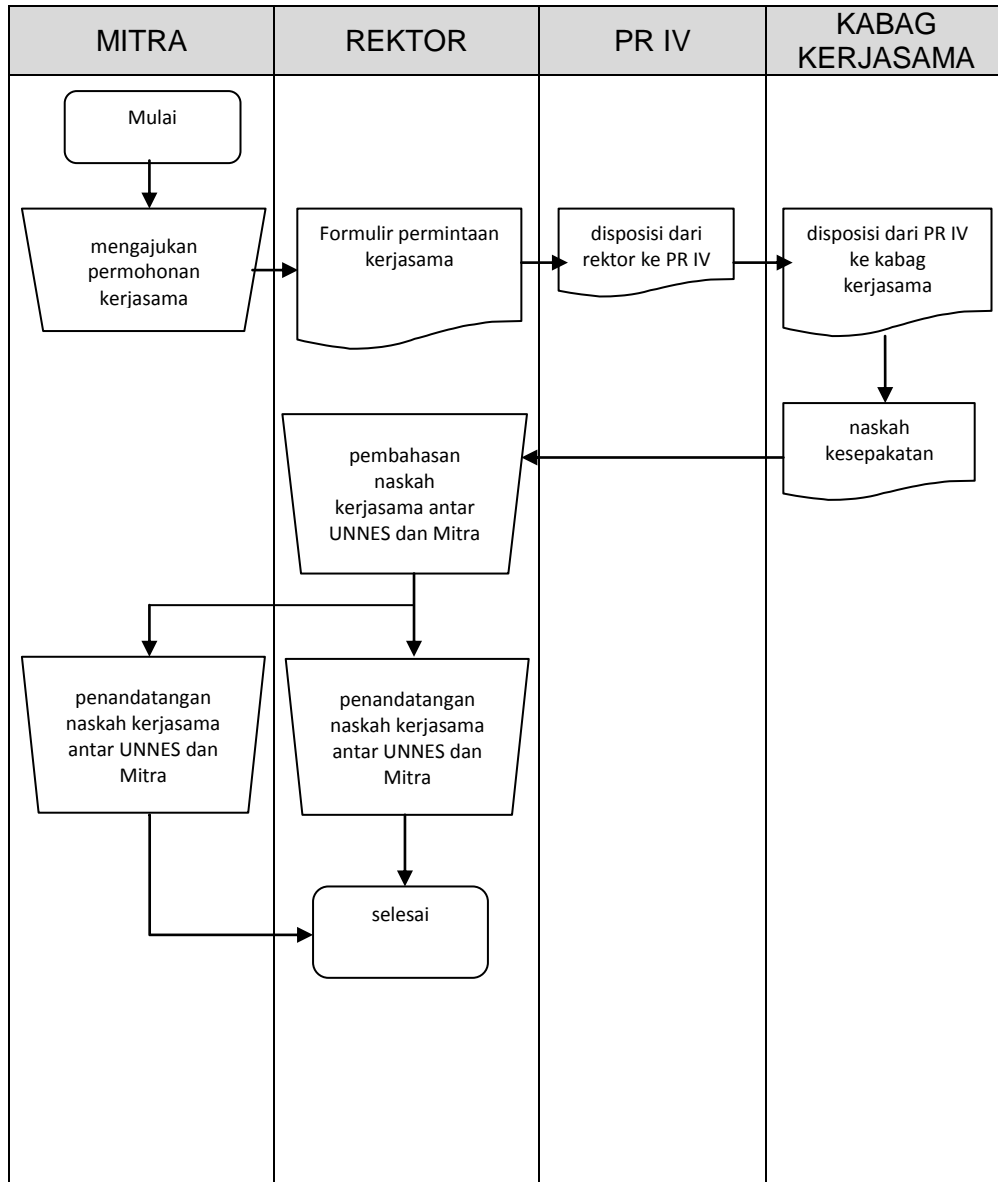 MITRA
REKTOR
PR IV
KABAG
KERJASAMA
Mulai
mengajukan
permohonan
kerjasama
Formulir permintaan
kerjasama
disposisi dari
rektor ke PR IV
disposisi dari PR IV
ke kabag
kerjasama
naskah
kesepakatan
pembahasan
naskah
kerjasama antar
UNNES dan Mitra
penandatangan
naskah kerjasama
antar UNNES dan
Mitra
penandatangan
naskah kerjasama
antar UNNES dan
Mitra
selesai